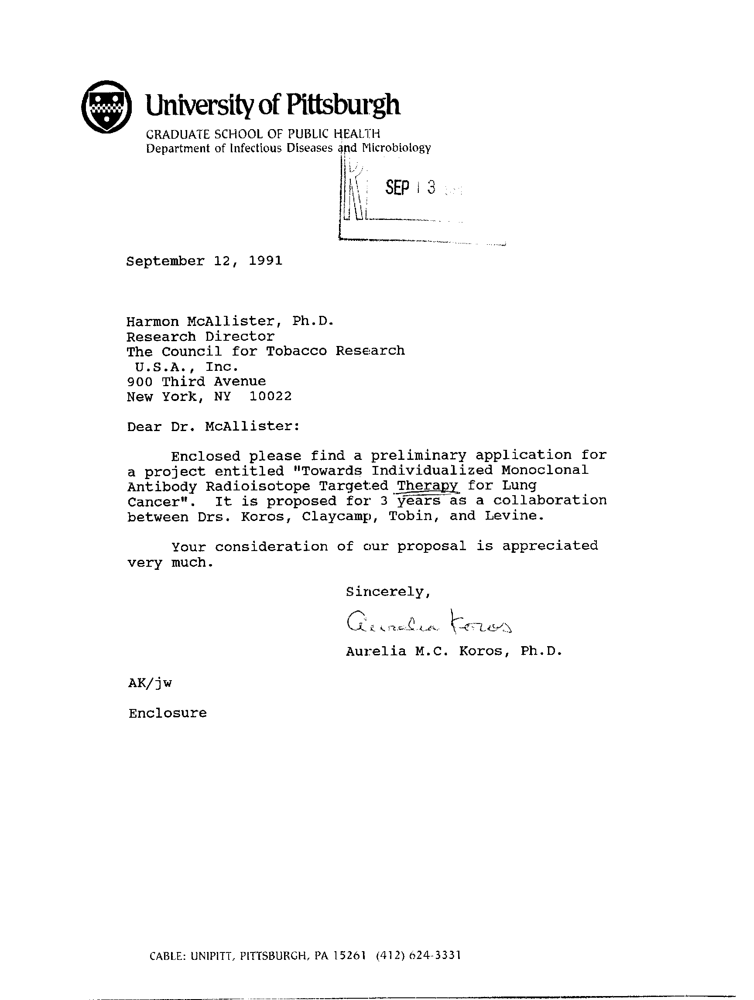 University of Pittsburgh
GRADUATE SCHOOL OF PUBLIC HEALTH
Department of Infectious Diseases and Microbiology
SEP 13
September 12, 1991
Harmon McAllister, Ph.D.
Research Director
The Council for Tobacco Research
U.S.A., Inc.
900 Third Avenue
New York, NY 10022
Dear Dr. McAllister:
Enclosed please find a preliminary application for
a project entitled "Towards Individualized Monoclonal
Antibody Radioisotope Targeted Therapy for Lung
Cancer". It is proposed for 3 years as a collaboration
between Drs. Koros, Claycamp, Tobin, and Levine.
Your consideration of our proposal is appreciated
very much.
Sincerely,
Aurelia Koros
Aurelia M.C. Koros, Ph.D.
AK/jw
Enclosure
CABLE: UNIPITT, PITTSBURGH, PA 15261 (412) 624-3331